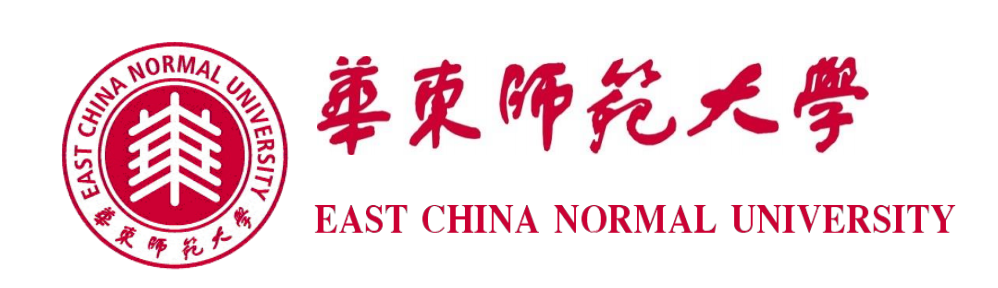 EAST CHINA NORMAL UNIVERSITY
華東師範大學
華東師範大學
EAST CHINA NORMAL UNIVERSITY